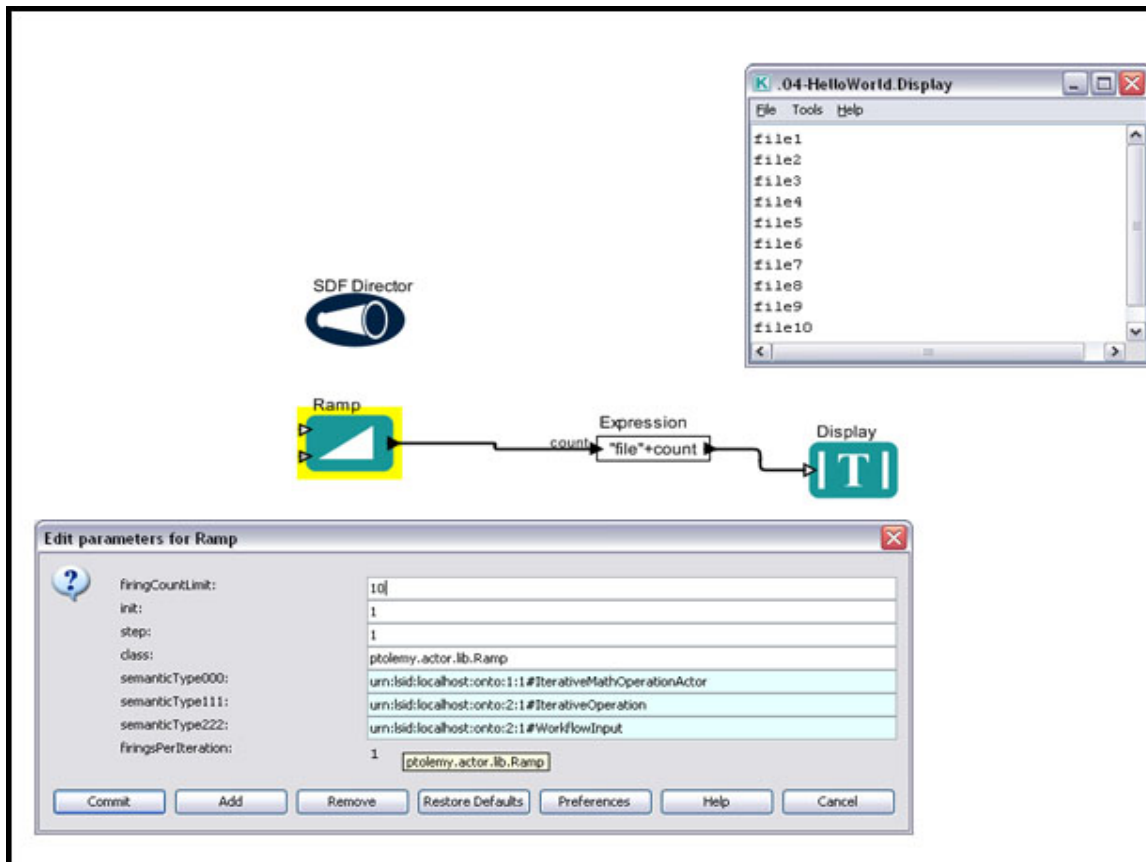 .04-HelloWorld.Display
File Tools Help
file1
file2
file3
file4
file5
file6
file7
file8
file9
file10
SDF Director
Ramp
count
Expression
"file"+count
Display
T
Edit parameters for Ramp
firingCountLimit: 10
init: 1
step: 1
class: ptolemy.actor.lib.Ramp
semanticType000: urn:lsid:localhost:onto:1:1#IterativeMathOperationActor
semanticType111: urn:lsid:localhost:onto:2:1#IterativeOperation
semanticType222: urn:lsid:localhost:onto:2:1#WorkflowInput
firingsPerIteration: 1
ptolemy.actor.lib.Ramp
Commit Add Remove Restore Defaults Preferences Help Cancel